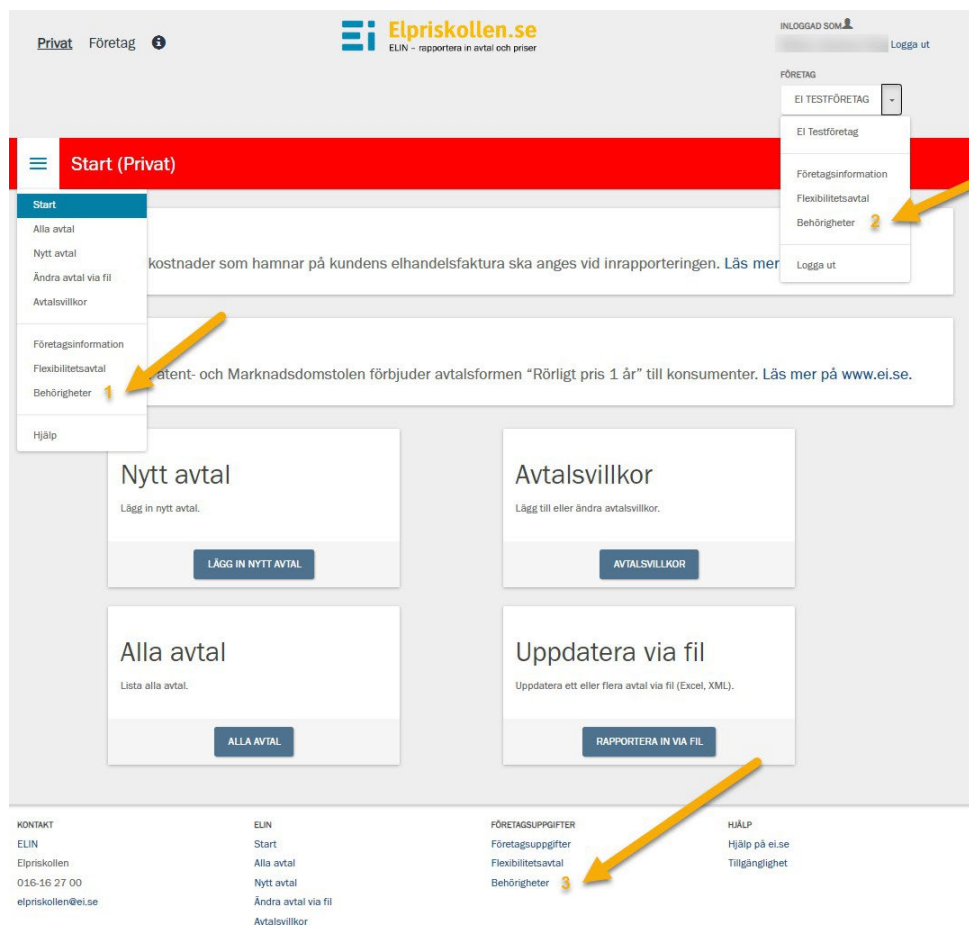 Privat Företag
Ei Elpriskollen.se
ELIN – rapportera in avtal och priser
INLOGGAD SOM
Logga ut
FÖRETAG
EI TESTFÖRETAG
EI Testföretag
Företagsinformation
Flexibilitetsavtal
Behörigheter 2
Logga ut
Start (Privat)
Start
Alla avtal
Nytt avtal
Ändra avtal via fil
Avtalsvillkor
Företagsinformation
Flexibilitetsavtal
Behörigheter 1
Hjälp
kostnader som hamnar på kundens elhandelsfaktura ska anges vid inrapporteringen. Läs mer
atent- och Marknadsdomstolen förbjuder avtalsformen “Rörligt pris 1 år” till konsumenter. Läs mer på www.ei.se.
Nytt avtal
Lägg in nytt avtal.
LÄGG IN NYTT AVTAL
Avtalsvillkor
Lägg till eller ändra avtalsvillkor.
AVTALSVILLKOR
Alla avtal
Lista alla avtal.
ALLA AVTAL
Uppdatera via fil
Uppdatera ett eller flera avtal via fil (Excel, XML).
RAPPORTERA IN VIA FIL
KONTAKT
ELIN
Elpriskollen
016-16 27 00
elpriskollen@ei.se
ELIN
Start
Alla avtal
Nytt avtal
Ändra avtal via fil
Avtalsvillkor
FÖRETAGSUPPGIFTER
Företagsuppgifter
Flexibilitetsavtal
Behörigheter 3
HJÄLP
Hjälp på ei.se
Tillgänglighet